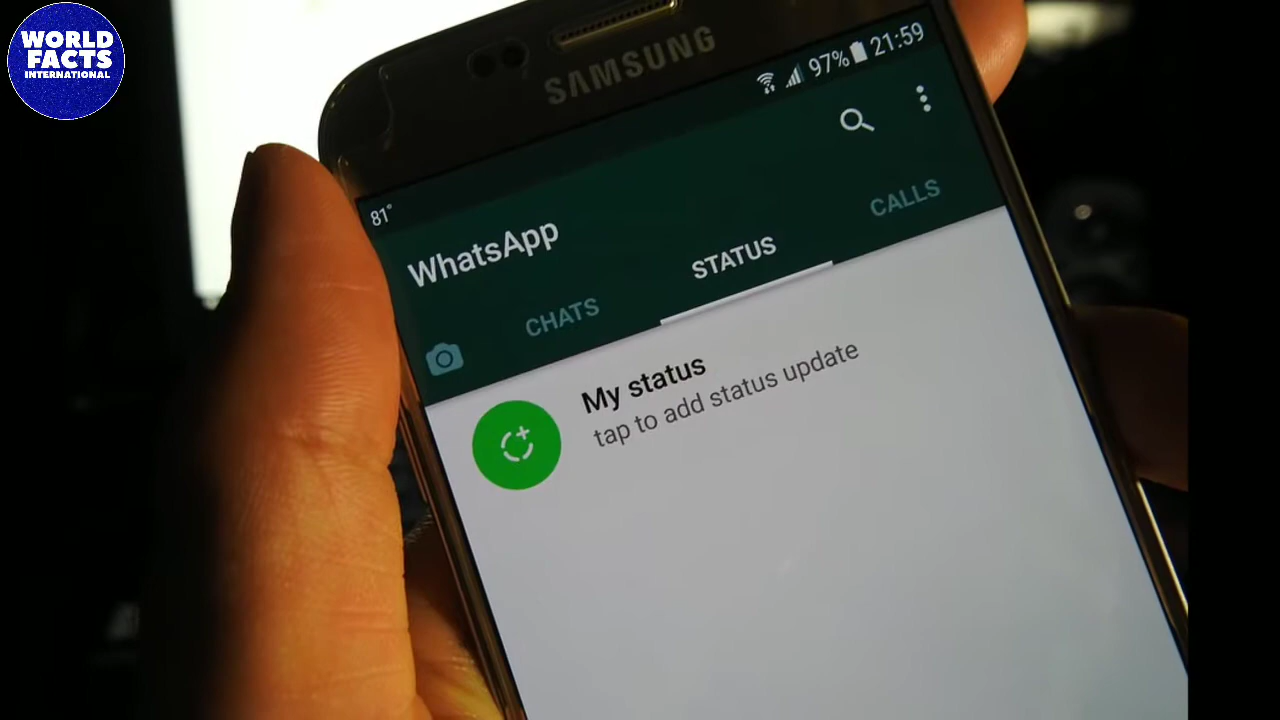 WORLD
FACTS
INTERNATIONAL
SAMSUNG
81° 97% 21:59
WhatsApp
CHATS STATUS CALLS
My status
tap to add status update